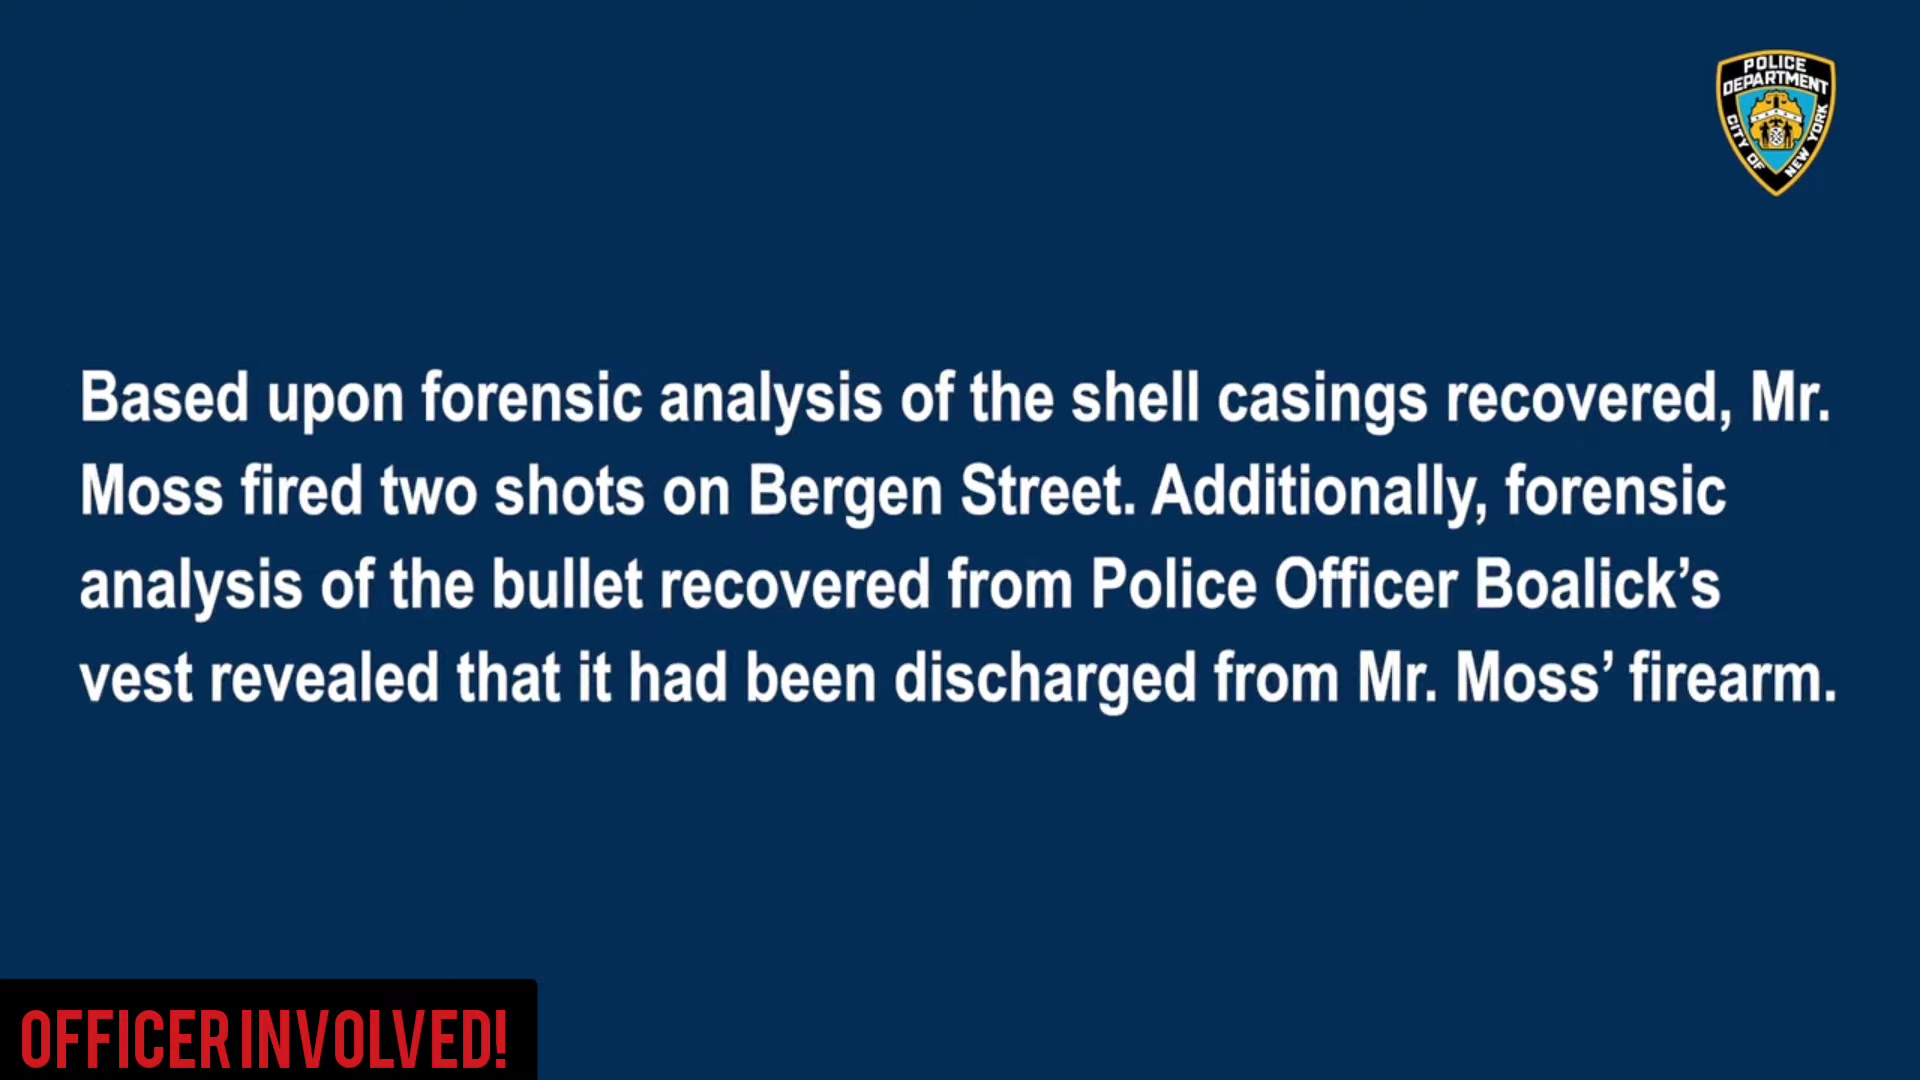 POLICE
DEPARTMENT
CITY OF NEW YORK
Based upon forensic analysis of the shell casings recovered, Mr.
Moss fired two shots on Bergen Street. Additionally, forensic
analysis of the bullet recovered from Police Officer Boalick’s
vest revealed that it had been discharged from Mr. Moss’ firearm.
OFFICER INVOLVED!